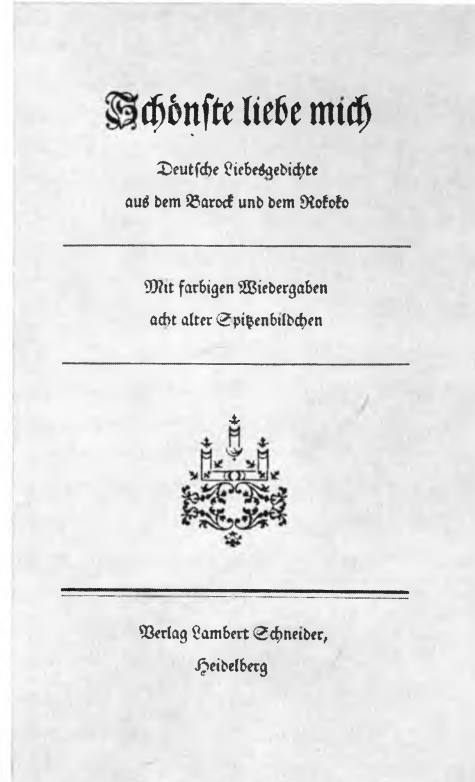 Schönſte liebe mich
Deutſche Liebesgedichte
aus dem Barock und dem Rokoko
Mit farbigen Wiedergaben
acht alter Spitzenbildchen
Verlag Lambert Schneider,
Heidelberg